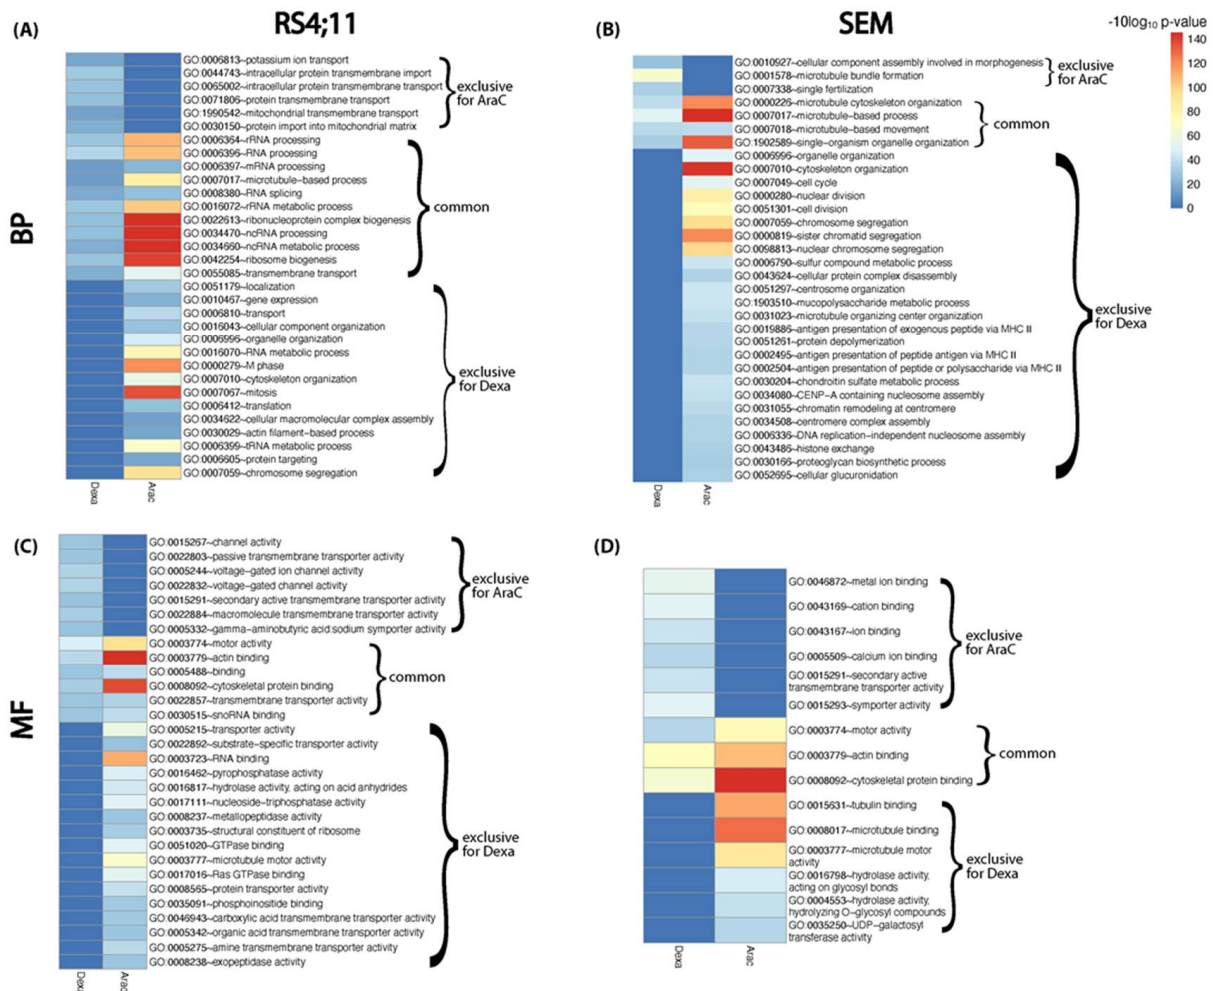 RS4;11
SEM
-10log₁₀ p-value
140
120
100
80
60
40
20
0
(A)
BP
GO:0006813~potassium ion transport
GO:0044743~intracellular protein transmembrane import
GO:0065002~intracellular protein transmembrane transport
GO:0071806~protein transmembrane transport
GO:1990542~mitochondrial transmembrane transport
GO:0030150~protein import into mitochondrial matrix
GO:0006364~rRNA processing
GO:0006396~RNA processing
GO:0006397~mRNA processing
GO:0007017~microtubule-based process
GO:0008380~RNA splicing
GO:0016072~rRNA metabolic process
GO:0022613~ribonucleoprotein complex biogenesis
GO:0034470~ncRNA processing
GO:0034660~ncRNA metabolic process
GO:0042254~ribosome biogenesis
GO:0055085~transmembrane transport
GO:0051179~localization
GO:0010467~gene expression
GO:0006810~transport
GO:0016043~cellular component organization
GO:0006996~organelle organization
GO:0016070~RNA metabolic process
GO:0000279~M phase
GO:0007010~cytoskeleton organization
GO:0007067~mitosis
GO:0006412~translation
GO:0034622~cellular macromolecular complex assembly
GO:0030029~actin filament-based process
GO:0006399~tRNA metabolic process
GO:0006605~protein targeting
GO:0007059~chromosome segregation
exclusive
for AraC
common
exclusive
for Dexa
Dexa
Arac
(B)
GO:0010927~cellular component assembly involved in morphogenesis
GO:0001578~microtubule bundle formation
GO:0007338~single fertilization
GO:0000226~microtubule cytoskeleton organization
GO:0007017~microtubule-based process
GO:0007018~microtubule-based movement
GO:1902589~single-organism organelle organization
GO:0006996~organelle organization
GO:0007010~cytoskeleton organization
GO:0007049~cell cycle
GO:0000280~nuclear division
GO:0051301~cell division
GO:0007059~chromosome segregation
GO:0000819~sister chromatid segregation
GO:0098813~nuclear chromosome segregation
GO:0006790~sulfur compound metabolic process
GO:0043624~cellular protein complex disassembly
GO:0051297~centrosome organization
GO:1903510~mucopolysaccharide metabolic process
GO:0031023~microtubule organizing center organization
GO:0019886~antigen presentation of exogenous peptide via MHC II
GO:0051261~protein depolymerization
GO:0002495~antigen presentation of peptide antigen via MHC II
GO:0002504~antigen presentation of peptide or polysaccharide via MHC II
GO:0030204~chondroitin sulfate metabolic process
GO:0034080~CENP-A containing nucleosome assembly
GO:0031055~chromatin remodeling at centromere
GO:0034508~centromere complex assembly
GO:0006336~DNA replication-independent nucleosome assembly
GO:0043486~histone exchange
GO:0030166~proteoglycan biosynthetic process
GO:0052695~cellular glucuronidation
exclusive
for AraC
common
exclusive
for Dexa
Dexa
Arac
(C)
MF
GO:0015267~channel activity
GO:0022803~passive transmembrane transporter activity
GO:0005244~voltage-gated ion channel activity
GO:0022832~voltage-gated channel activity
GO:0015291~secondary active transmembrane transporter activity
GO:0022884~macromolecule transmembrane transporter activity
GO:0005332~gamma-aminobutyric acid:sodium symporter activity
GO:0003774~motor activity
GO:0003779~actin binding
GO:0005488~binding
GO:0008092~cytoskeletal protein binding
GO:0022857~transmembrane transporter activity
GO:0030515~snoRNA binding
GO:0005215~transporter activity
GO:0022892~substrate-specific transporter activity
GO:0003723~RNA binding
GO:0016462~pyrophosphatase activity
GO:0016817~hydrolase activity, acting on acid anhydrides
GO:0017111~nucleoside-triphosphatase activity
GO:0008237~metallopeptidase activity
GO:0003735~structural constituent of ribosome
GO:0051020~GTPase binding
GO:0003777~microtubule motor activity
GO:0017016~Ras GTPase binding
GO:0008565~protein transporter activity
GO:0035091~phosphoinositide binding
GO:0046943~carboxylic acid transmembrane transporter activity
GO:0005342~organic acid transmembrane transporter activity
GO:0005275~amine transmembrane transporter activity
GO:0008238~exopeptidase activity
exclusive
for AraC
common
exclusive
for Dexa
Dexa
Arac
(D)
GO:0046872~metal ion binding
GO:0043169~cation binding
GO:0043167~ion binding
GO:0005509~calcium ion binding
GO:0015291~secondary active
transmembrane transporter activity
GO:0015293~symporter activity
GO:0003774~motor activity
GO:0003779~actin binding
GO:0008092~cytoskeletal protein binding
GO:0015631~tubulin binding
GO:0008017~microtubule binding
GO:0003777~microtubule motor
activity
GO:0016798~hydrolase activity,
acting on glycosyl bonds
GO:0004553~hydrolase activity,
hydrolyzing O-glycosyl compounds
GO:0035250~UDP-galactosyl
transferase activity
exclusive
for AraC
common
exclusive
for Dexa
Dexa
Arac